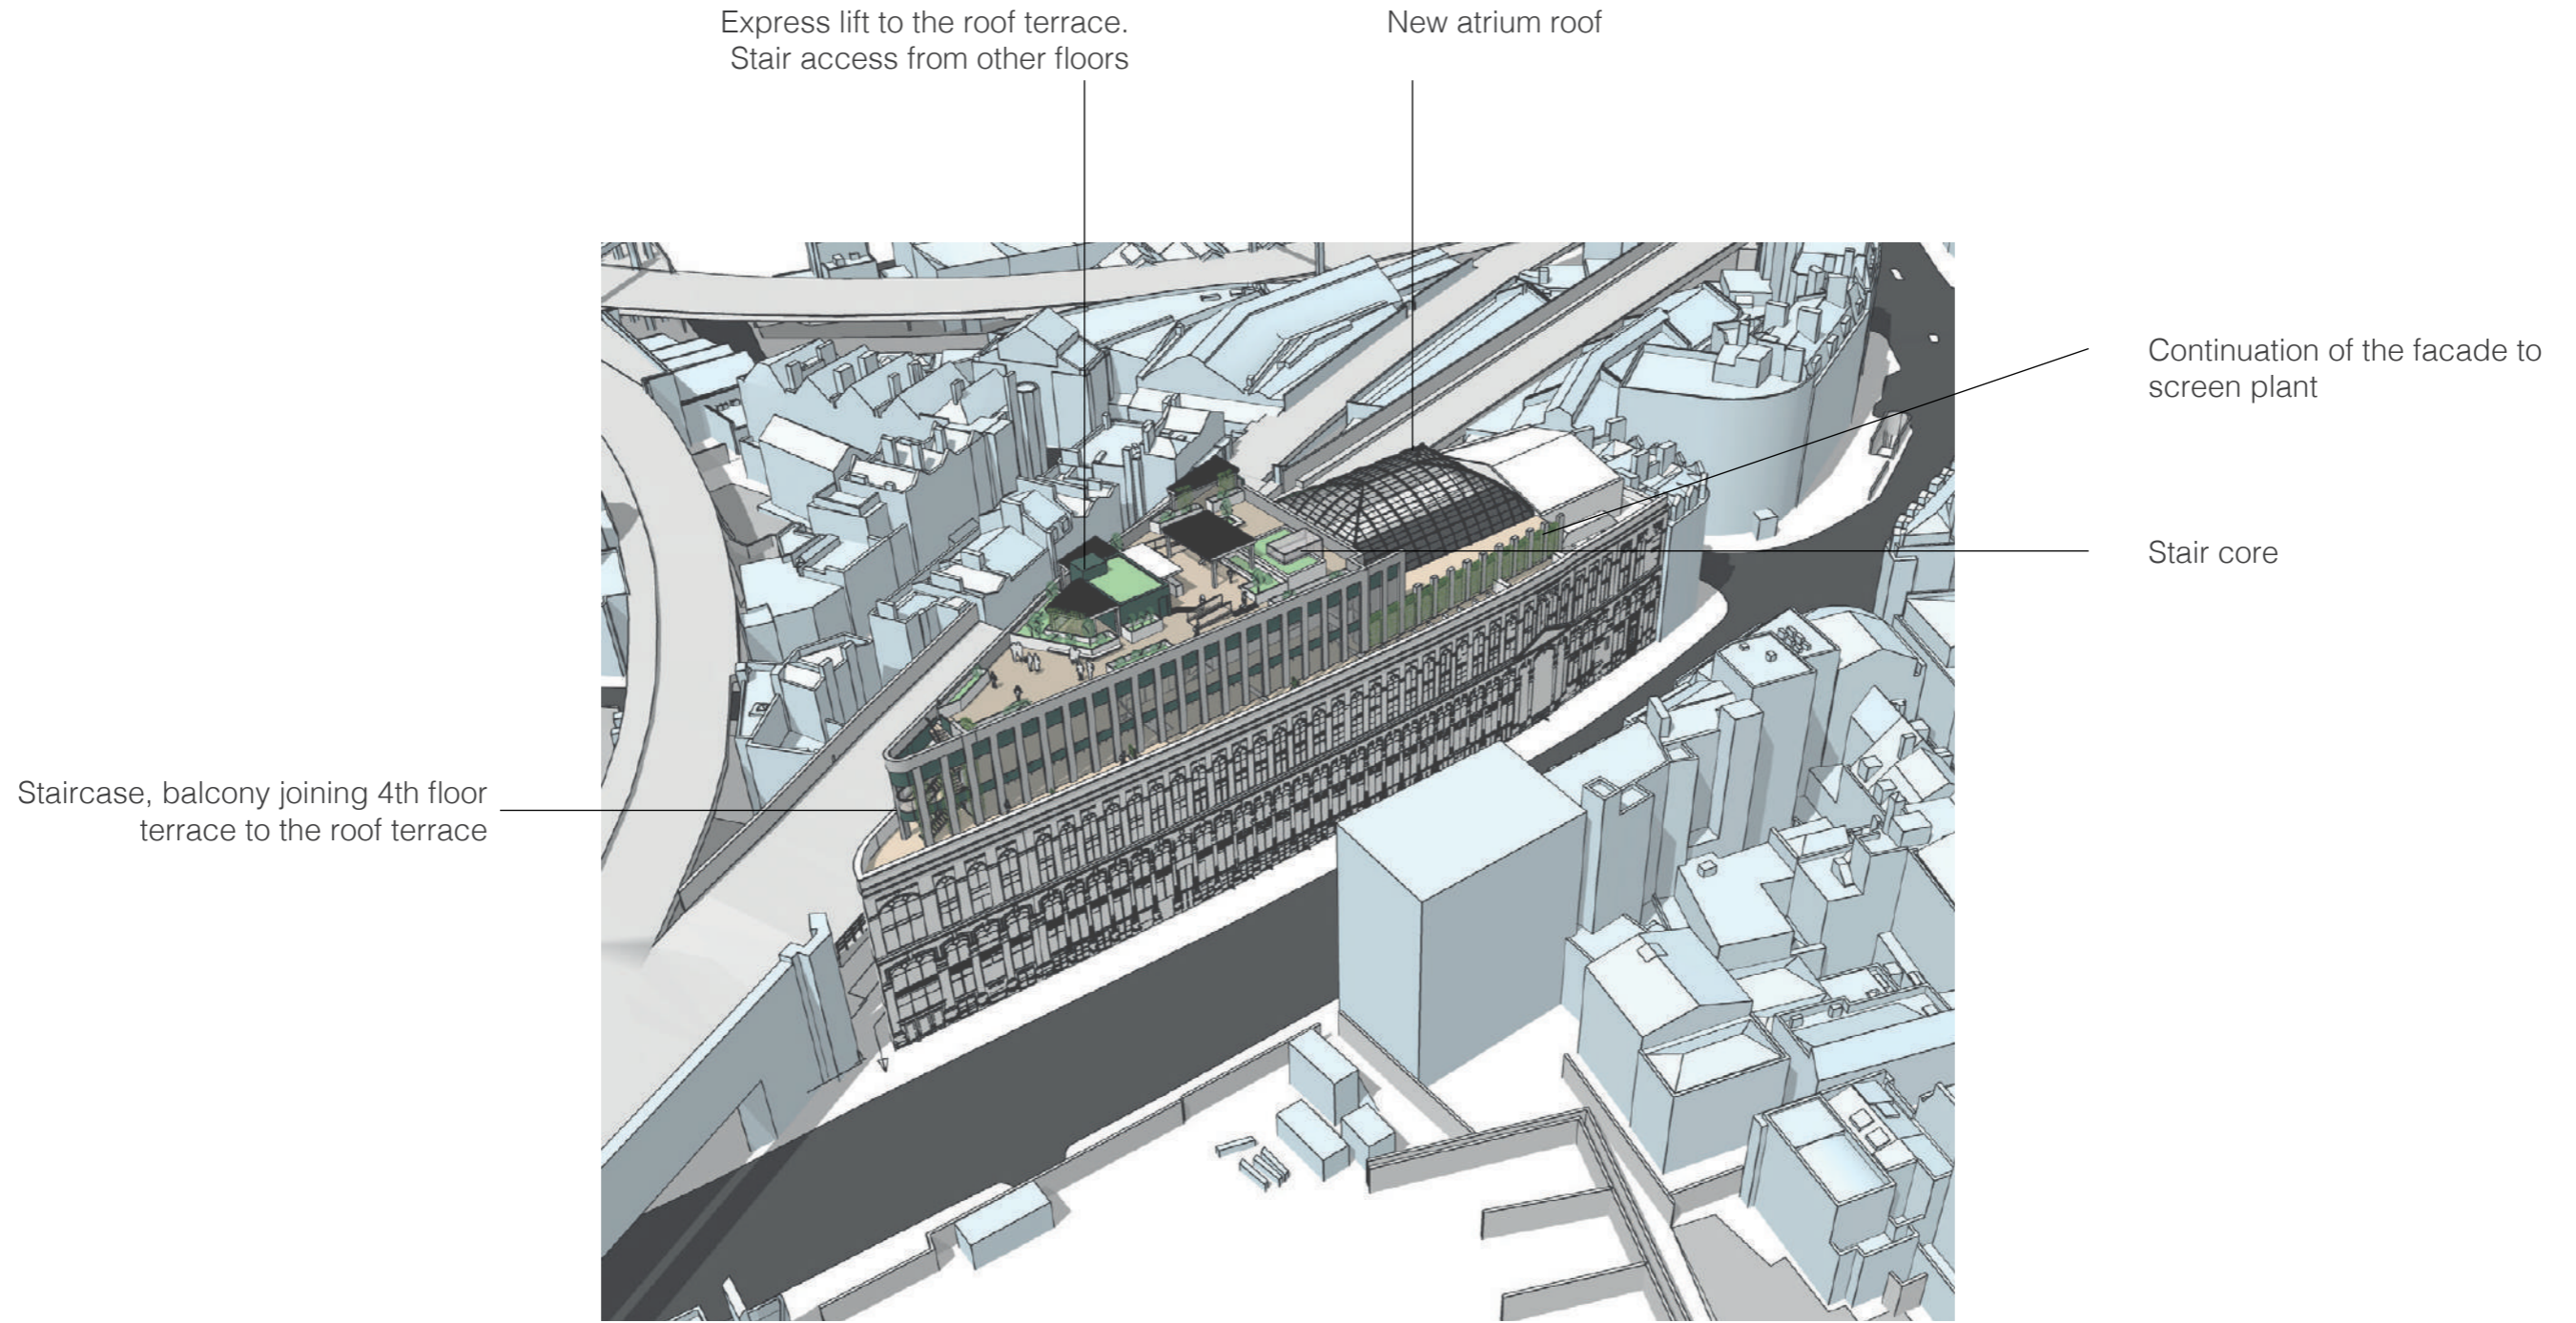 Express lift to the roof terrace.
Stair access from other floors
New atrium roof
Continuation of the facade to
screen plant
Stair core
Staircase, balcony joining 4th floor
terrace to the roof terrace